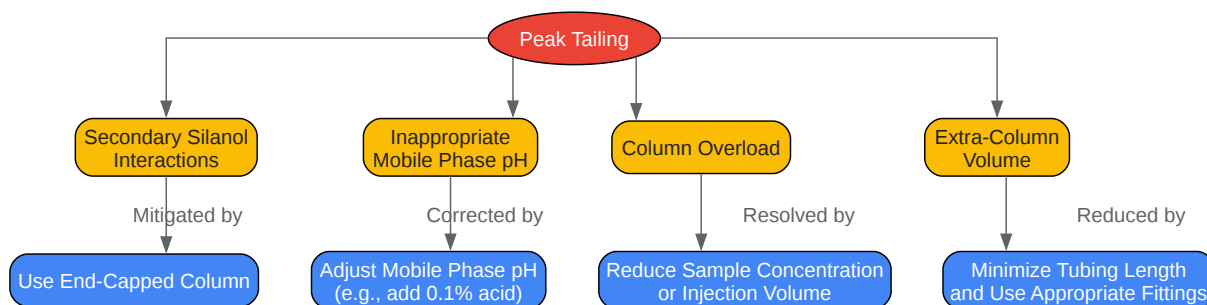 Peak Tailing
Secondary Silanol
Interactions
Inappropriate
Mobile Phase pH
Column Overload
Extra-Column
Volume
Mitigated by
Corrected by
Resolved by
Reduced by
Use End-Capped Column
Adjust Mobile Phase pH
(e.g., add 0.1% acid)
Reduce Sample Concentration
or Injection Volume
Minimize Tubing Length
and Use Appropriate Fittings